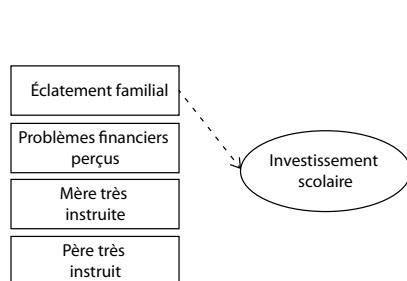 Éclatement familial
Problèmes financiers
perçus
Mère très
instruite
Père très
instruit
Investissement
scolaire